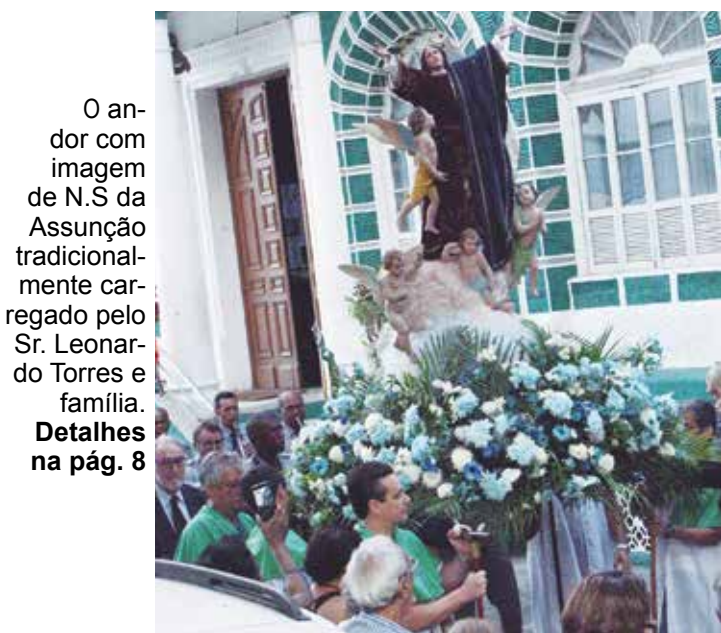 O an-
dor com
imagem
de N.S da
Assunção
tradicional-
mente car-
regado pelo
Sr. Leonar-
do Torres e
família.
Detalhes
na pág. 8